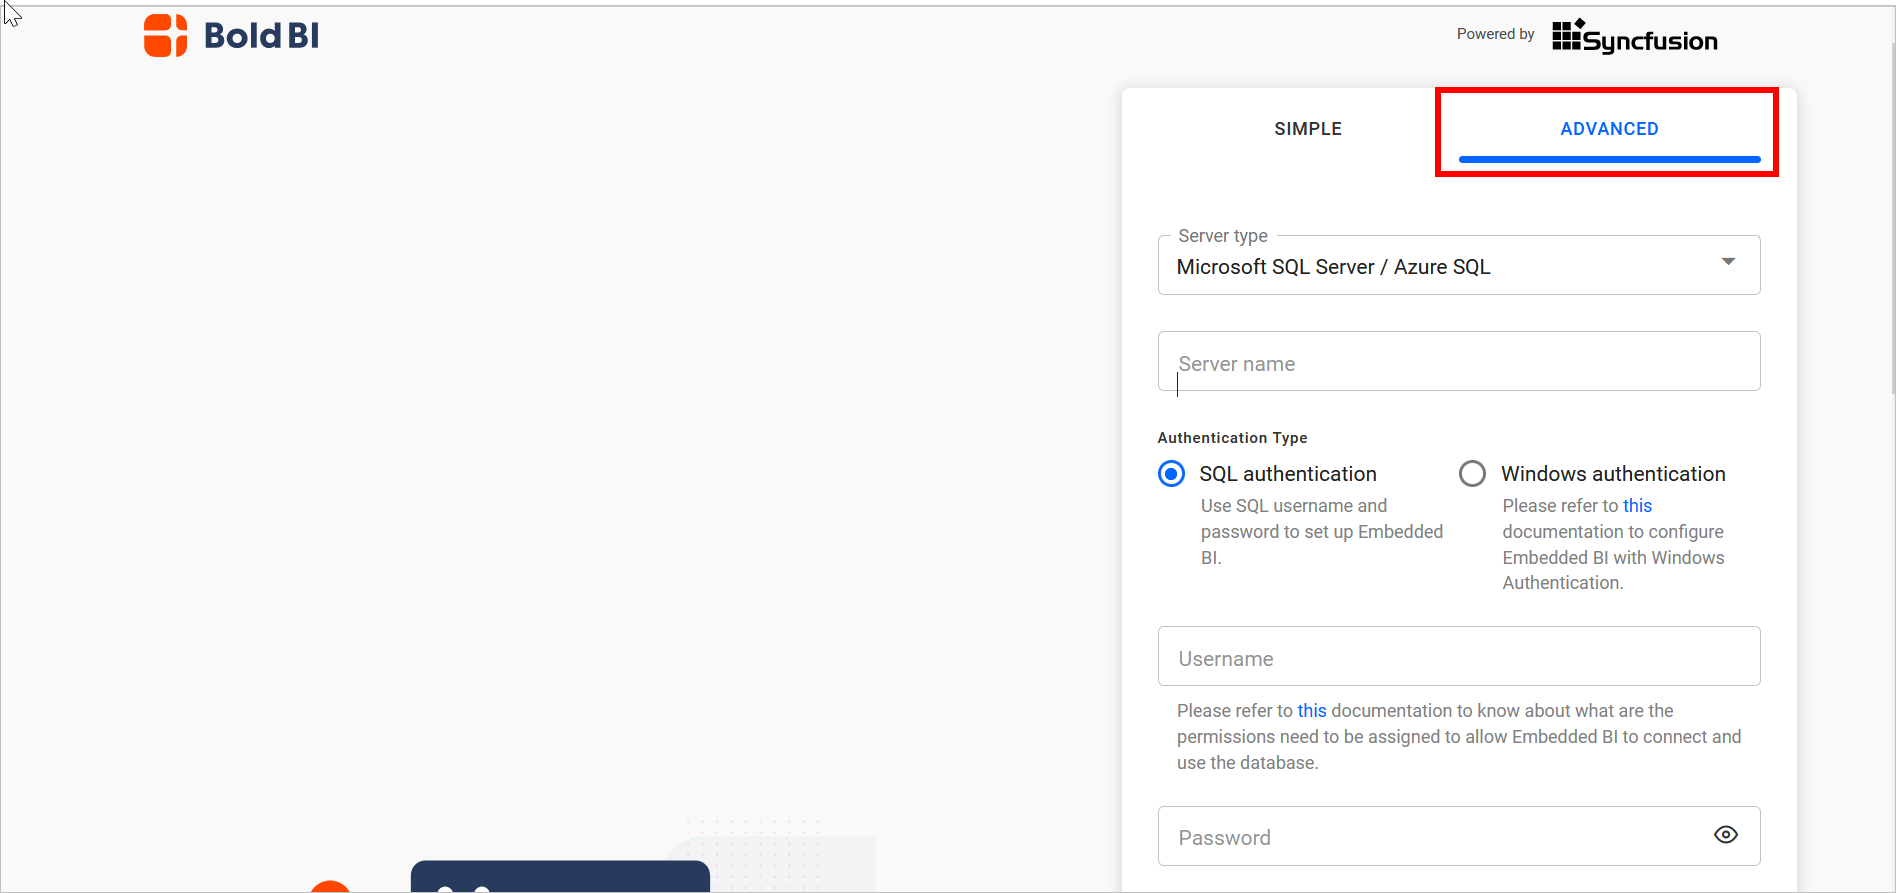 Bold BI
Powered by
Syncfusion
SIMPLE
ADVANCED
Server type
Microsoft SQL Server / Azure SQL
Server name
Authentication Type
SQL authentication
Use SQL username and
password to set up Embedded
BI.
Windows authentication
Please refer to this
documentation to configure
Embedded BI with Windows
Authentication.
Username
Please refer to this documentation to know about what are the
permissions need to be assigned to allow Embedded BI to connect and
use the database.
Password